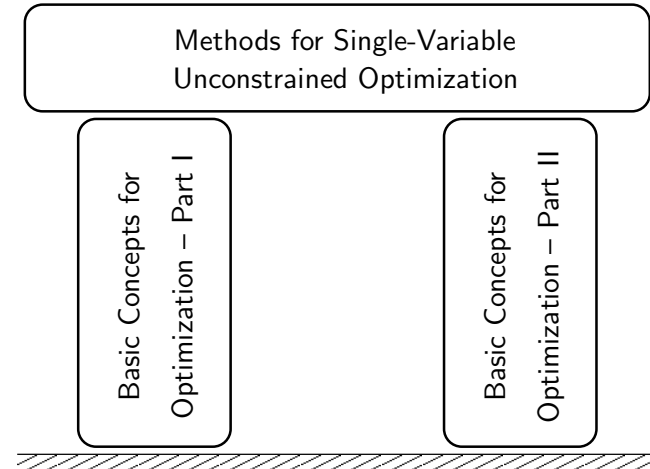 Methods for Single-Variable
Unconstrained Optimization
Basic Concepts for
Optimization – Part I
Basic Concepts for
Optimization – Part II